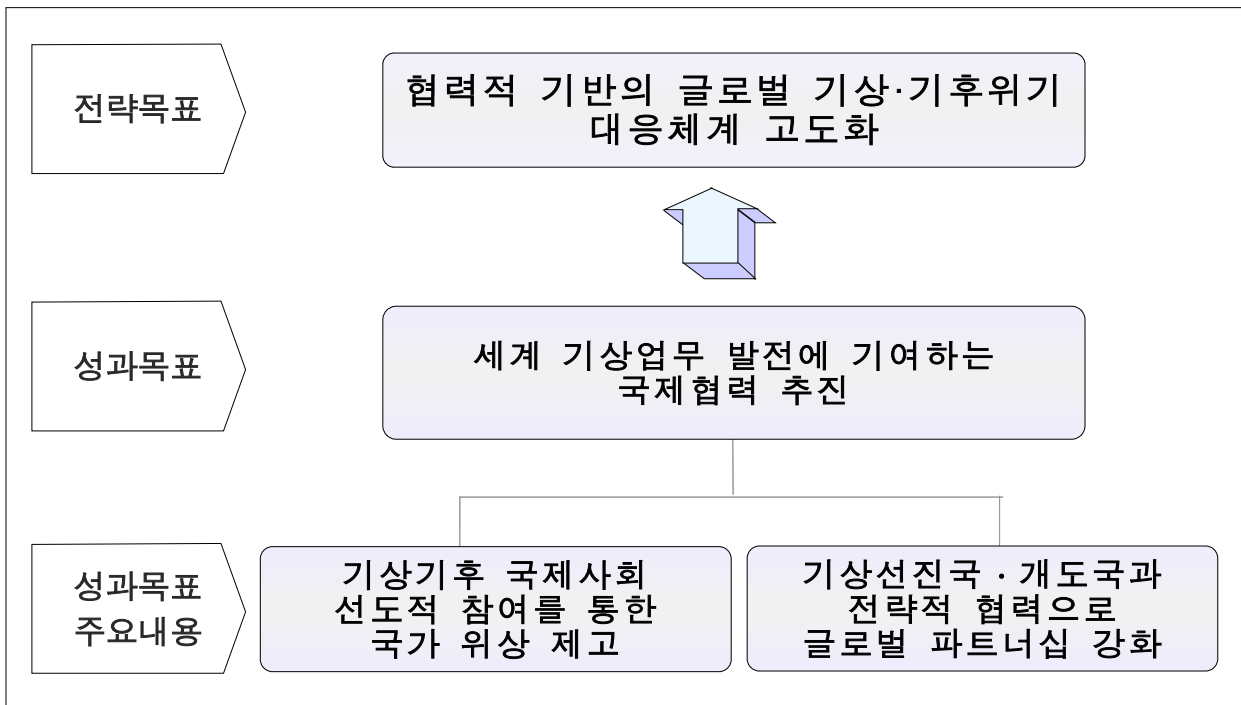 전략목표
협력적 기반의 글로벌 기상·기후위기
대응체계 고도화
성과목표
세계 기상업무 발전에 기여하는
국제협력 추진
성과목표
주요내용
기상기후 국제사회
선도적 참여를 통한
국가 위상 제고
기상선진국 · 개도국과
전략적 협력으로
글로벌 파트너십 강화